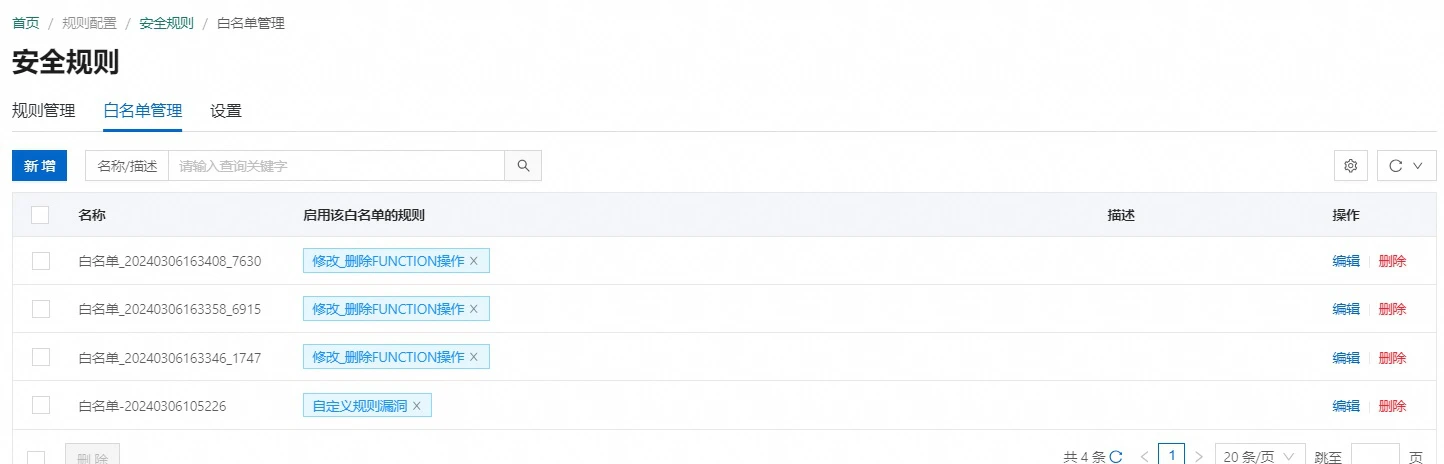 首页 / 规则配置 / 安全规则 / 白名单管理
安全规则
规则管理 白名单管理 设置
新增 名称/描述 请输入查询关键字
名称 启用该白名单的规则 描述 操作
白名单_20240306163408_7630 修改_删除FUNCTION操作 × 编辑 删除
白名单_20240306163358_6915 修改_删除FUNCTION操作 × 编辑 删除
白名单_20240306163346_1747 修改_删除FUNCTION操作 × 编辑 删除
白名单-20240306105226 自定义规则漏洞 × 编辑 删除
删除 共 4 条 < 1 > 20 条/页 跳至 页